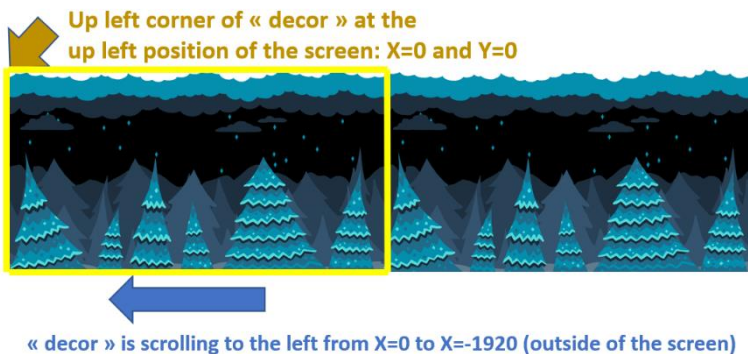 Up left corner of « decor » at the
up left position of the screen: X=0 and Y=0
« decor » is scrolling to the left from X=0 to X=-1920 (outside of the screen)